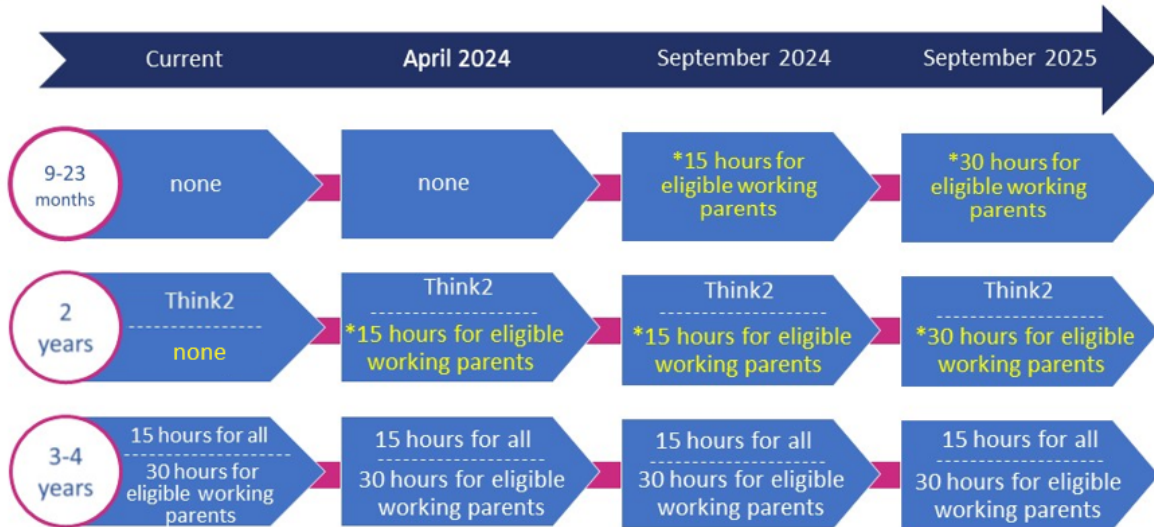 Current
April 2024
September 2024
September 2025
9-23
months
none
none
*15 hours for
eligible working
parents
*30 hours for
eligible working
parents
2
years
Think2
none
Think2
*15 hours for eligible
working parents
Think2
*15 hours for eligible
working parents
Think2
*30 hours for eligible
working parents
3-4
years
15 hours for all
30 hours for
eligible working
parents
15 hours for all
30 hours for eligible
working parents
15 hours for all
30 hours for eligible
working parents
15 hours for all
30 hours for eligible
working parents